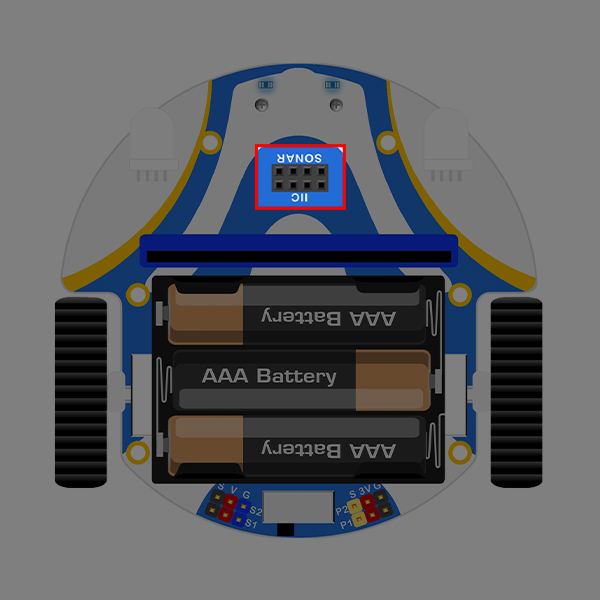 SONAR
IIC
AAA Battery
AAA Battery
AAA Battery
S V G
S2
S1
S 3V G
P2
P1